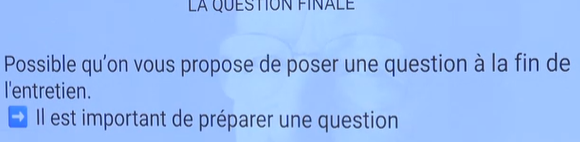 LA QUESTION FINALE
Possible qu'on vous propose de poser une question à la fin de
l'entretien.
➡ Il est important de préparer une question